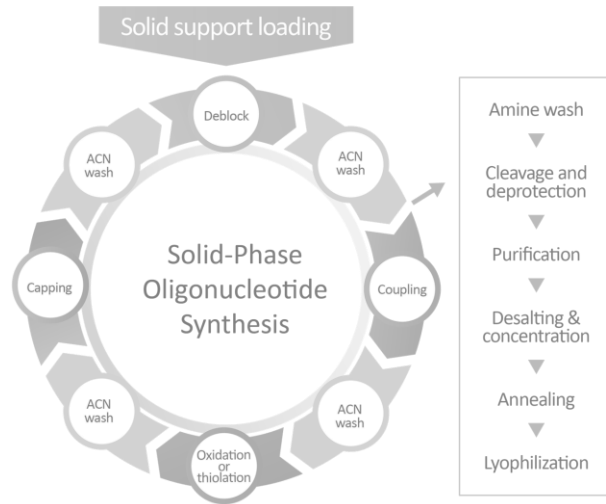 Solid support loading
Deblock
ACN
wash
Coupling
ACN
wash
Oxidation or
thiolation
ACN
wash
Capping
ACN
wash
Solid-Phase
Oligonucleotide
Synthesis
Amine wash
Cleavage and
deprotection
Purification
Desalting &
concentration
Annealing
Lyophilization